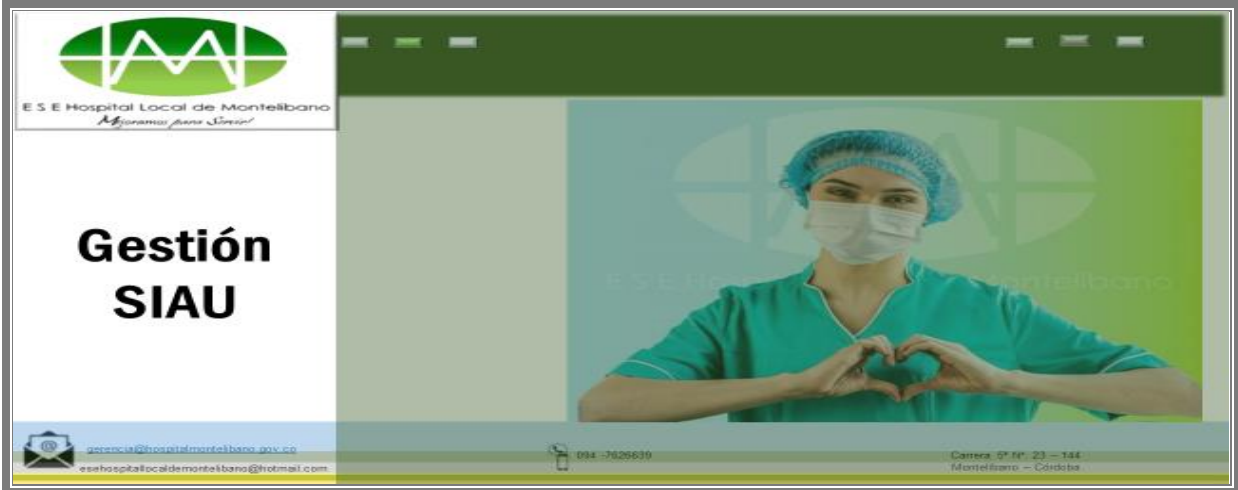 E S E Hospital Local de Montelibano
Mejoramos para Servir!
Gestión
SIAU
gerencia@hospitalmontelibano.gov.co
esehospitallocaldemontelibano@hotmail.com
094 -7626639
Carrera 5ª Nº. 23 – 144
Montelibano – Córdoba